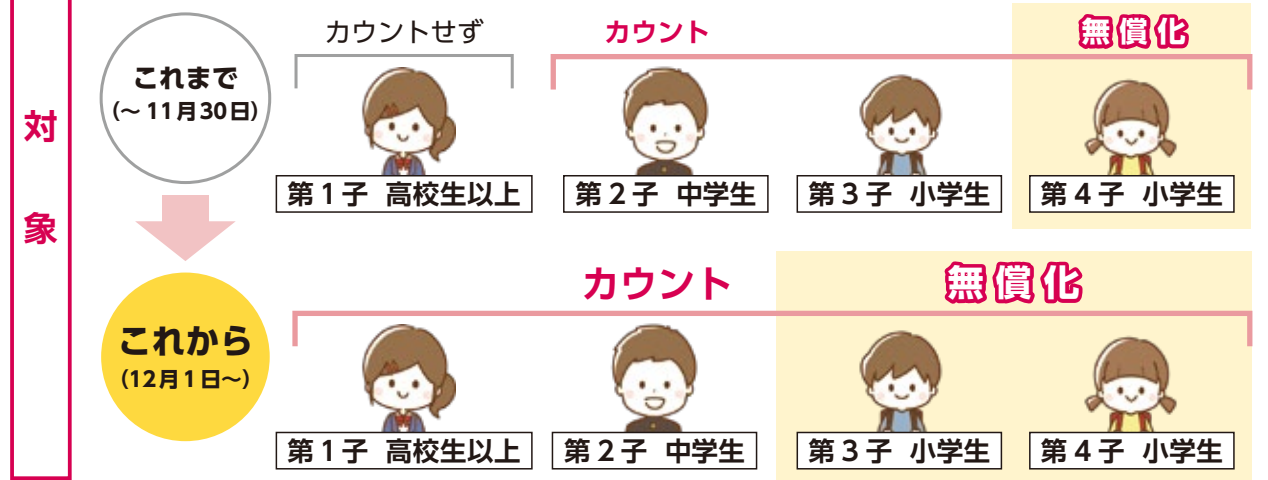 対象
カウントせず
カウント
無償化
これまで
(〜11月30日)
第1子 高校生以上
第2子 中学生
第3子 小学生
第4子 小学生
カウント
無償化
これから
(12月1日〜)
第1子 高校生以上
第2子 中学生
第3子 小学生
第4子 小学生